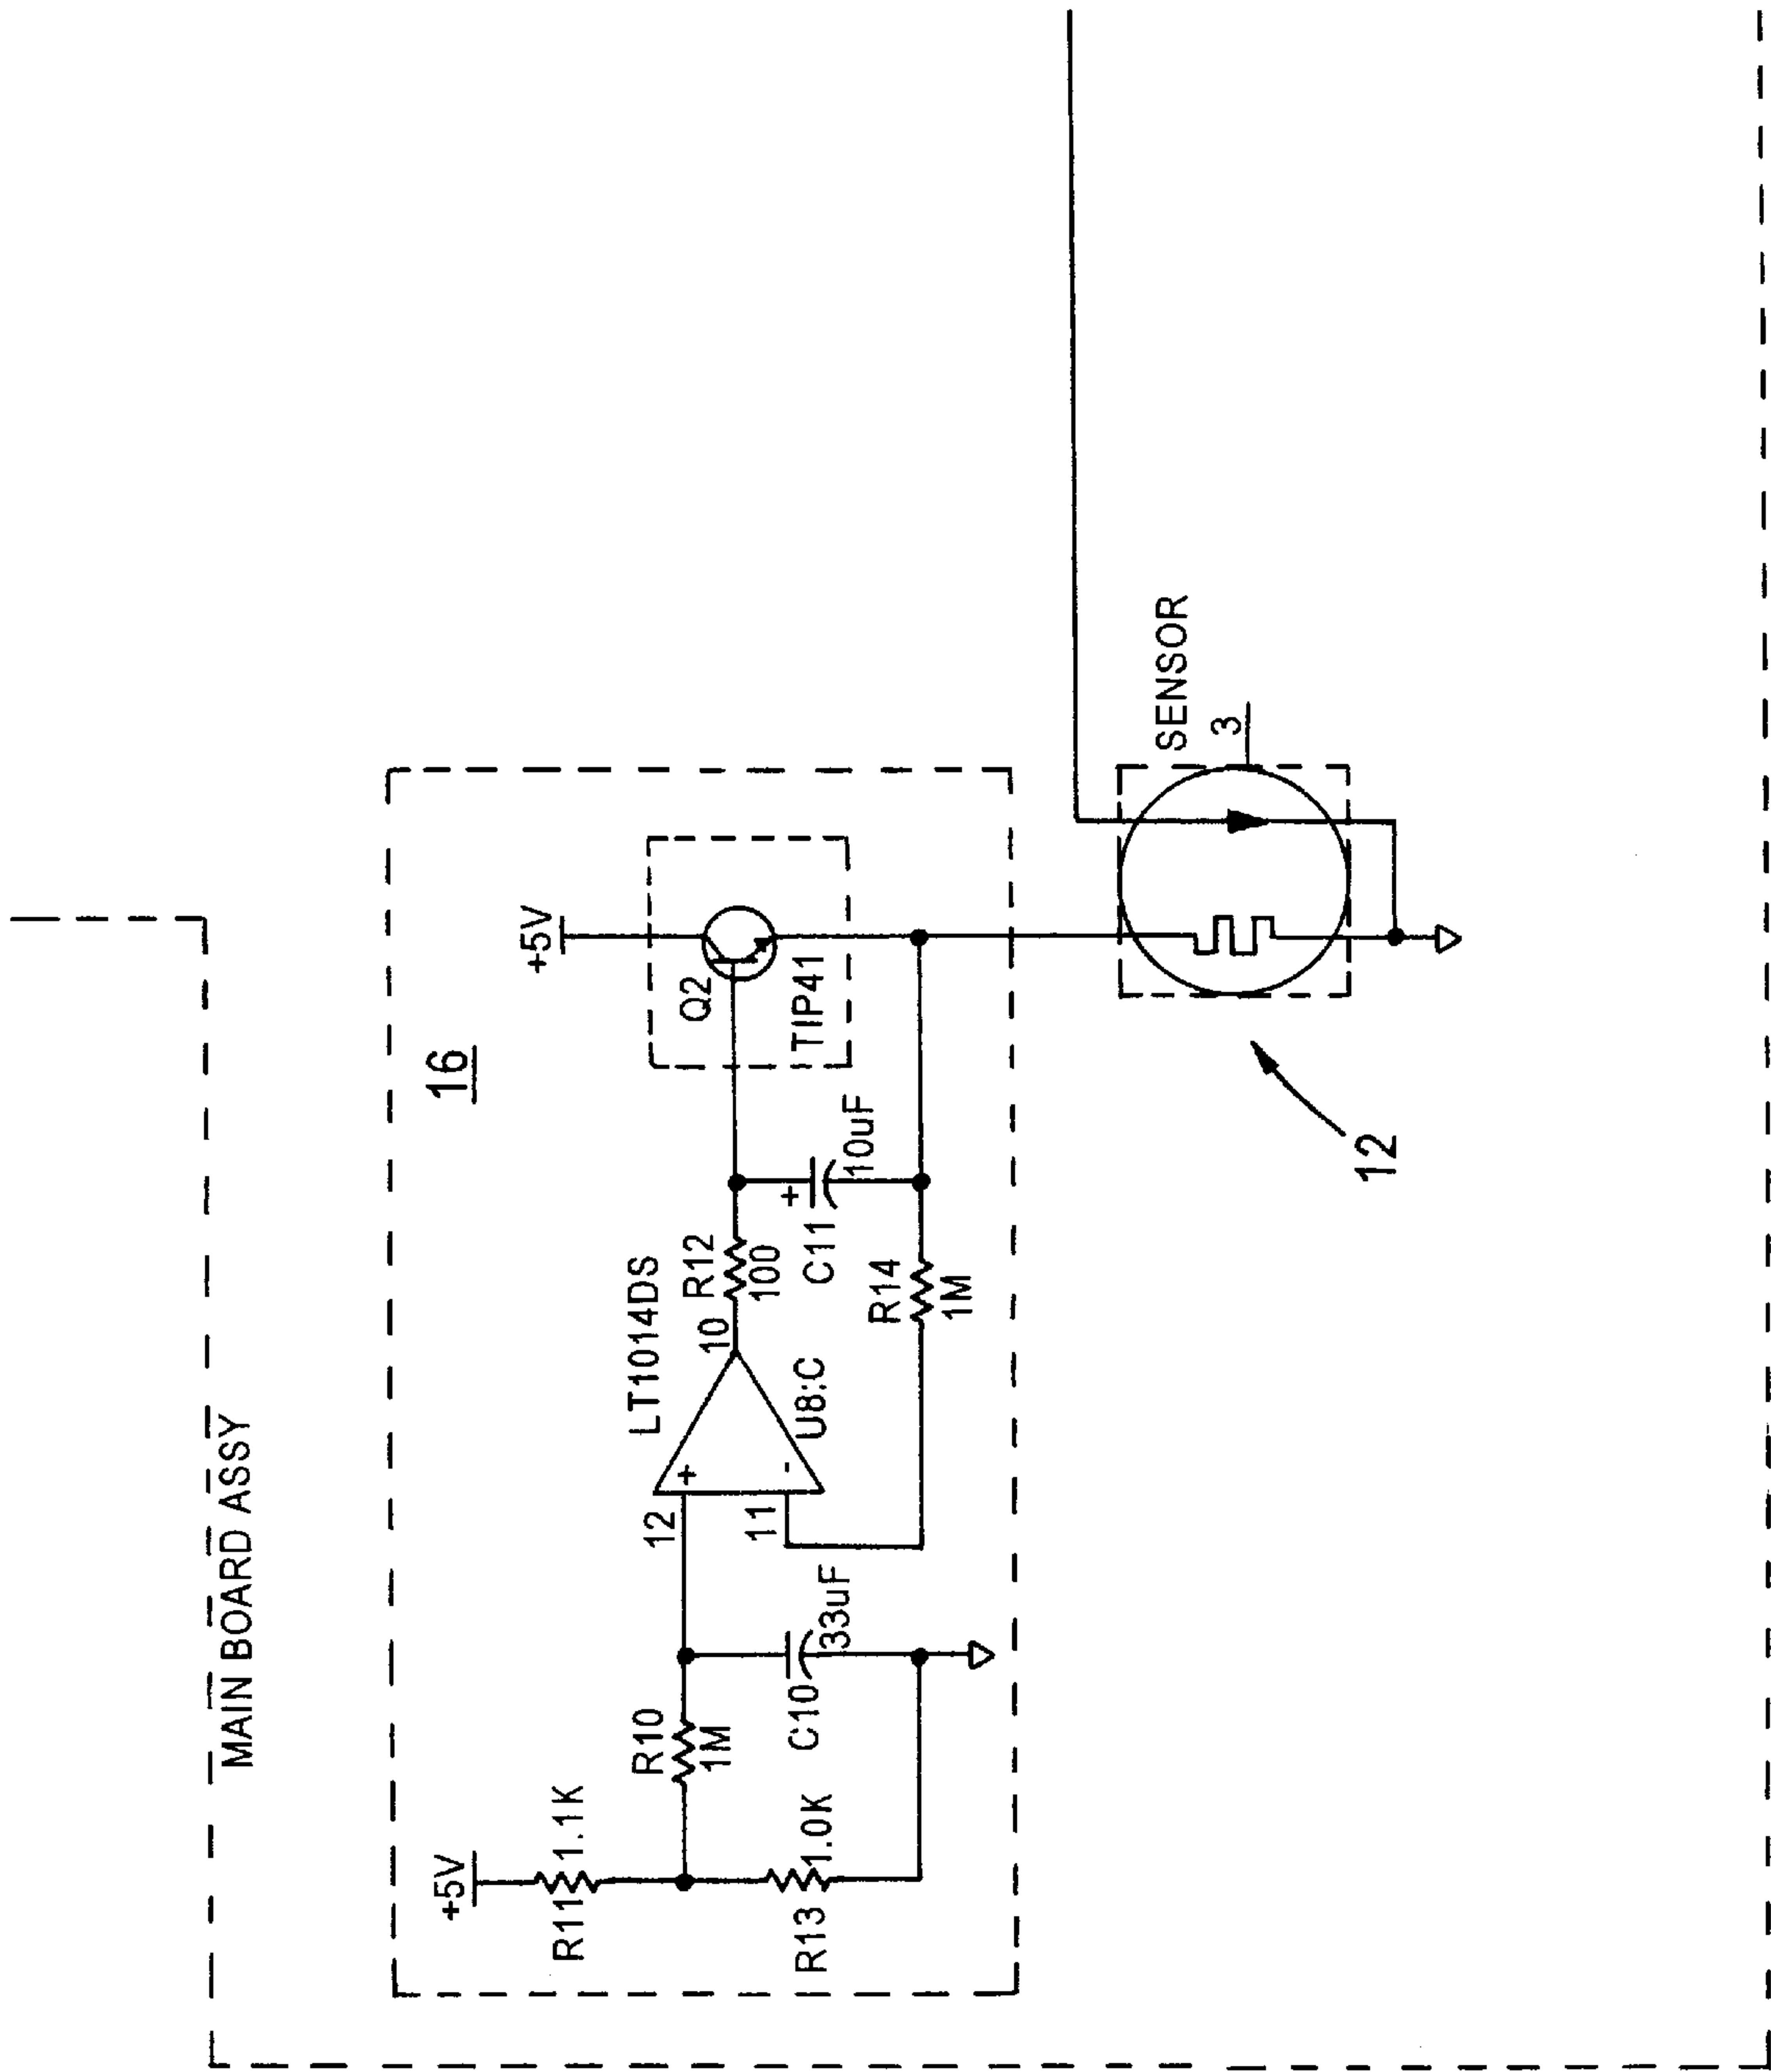 MAIN BOARD ASSY
16
+5V
R11 1.1K
R10
1M
R13
1.0K
C10
33uF
12
11
+
-
LT1014DS
U8:C
10
R12
100
+
C11
10uF
R14
1M
+5V
Q2
TIP41
SENSOR
3
12